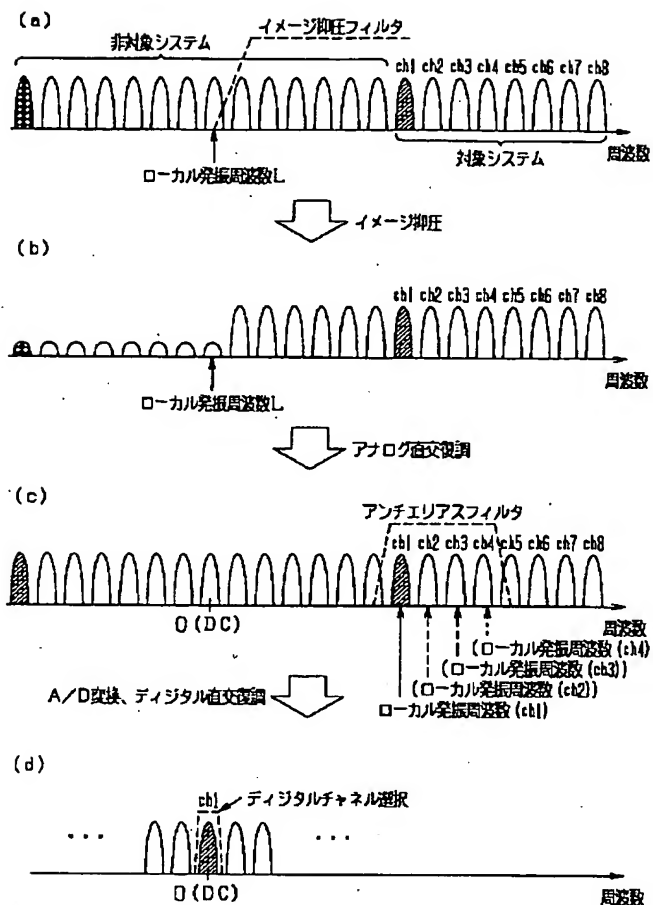 (a)
イメージ抑圧フィルタ
非対象システム
ch1 ch2 ch3 ch4 ch5 ch6 ch7 ch8
周波数
対象システム
ローカル発振周波数L
イメージ抑圧
(b)
ch1 ch2 ch3 ch4 ch5 ch6 ch7 ch8
周波数
ローカル発振周波数L
アナログ直交復調
(c)
アンチエリアスフィルタ
ch1 ch2 ch3 ch4 ch5 ch6 ch7 ch8
0(DC)
周波数
(ローカル発振周波数(ch4)
(ローカル発振周波数(ch3))
(ローカル発振周波数(ch2))
ローカル発振周波数(ch1)
A/D変換、ディジタル直交復調
(d)
ch1
ディジタルチャネル選択
... ...
0(DC)
周波数